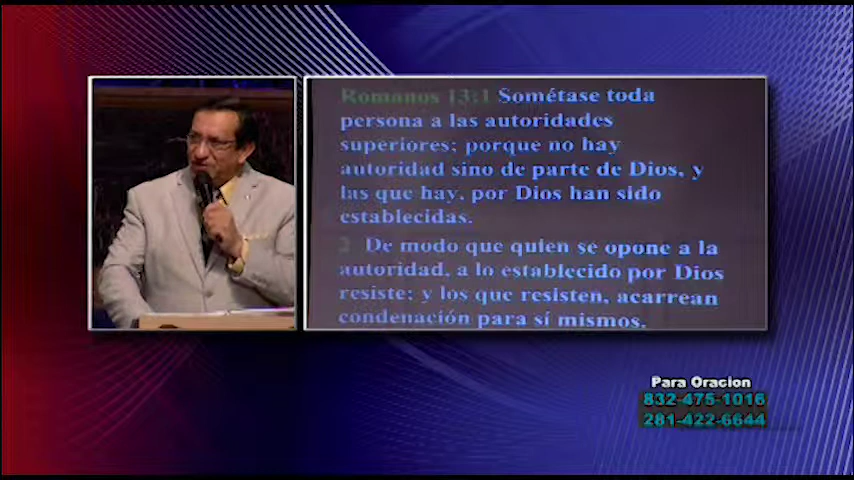 Romanos 13:1 Sométase toda
persona a las autoridades
superiores; porque no hay
autoridad sino de parte de Dios, y
las que hay, por Dios han sido
establecidas.
2 De modo que quien se opone a la
autoridad, a lo establecido por Dios
resiste; y los que resisten, acarrean
condenación para sí mismos.
Para Oracion
832-475-1016
281-422-6644